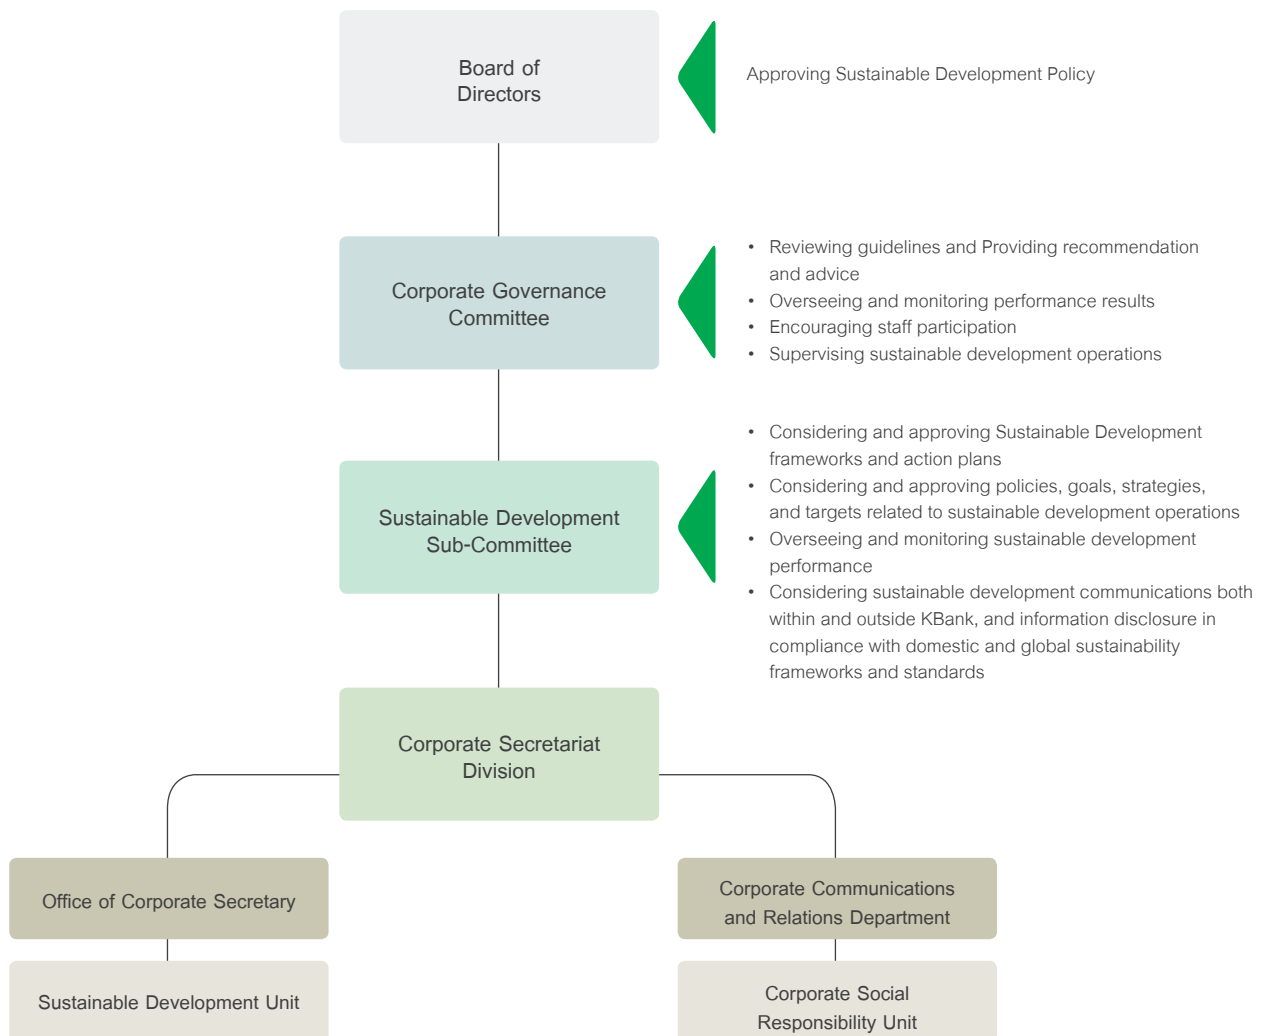 Board of
Directors
Approving Sustainable Development Policy
Corporate Governance
Committee
• Reviewing guidelines and Providing recommendation
and advice
• Overseeing and monitoring performance results
• Encouraging staff participation
• Supervising sustainable development operations
Sustainable Development
Sub-Committee
• Considering and approving Sustainable Development
frameworks and action plans
• Considering and approving policies, goals, strategies,
and targets related to sustainable development operations
• Overseeing and monitoring sustainable development
performance
• Considering sustainable development communications both
within and outside KBank, and information disclosure in
compliance with domestic and global sustainability
frameworks and standards
Corporate Secretariat
Division
Office of Corporate Secretary
Corporate Communications
and Relations Department
Sustainable Development Unit
Corporate Social
Responsibility Unit